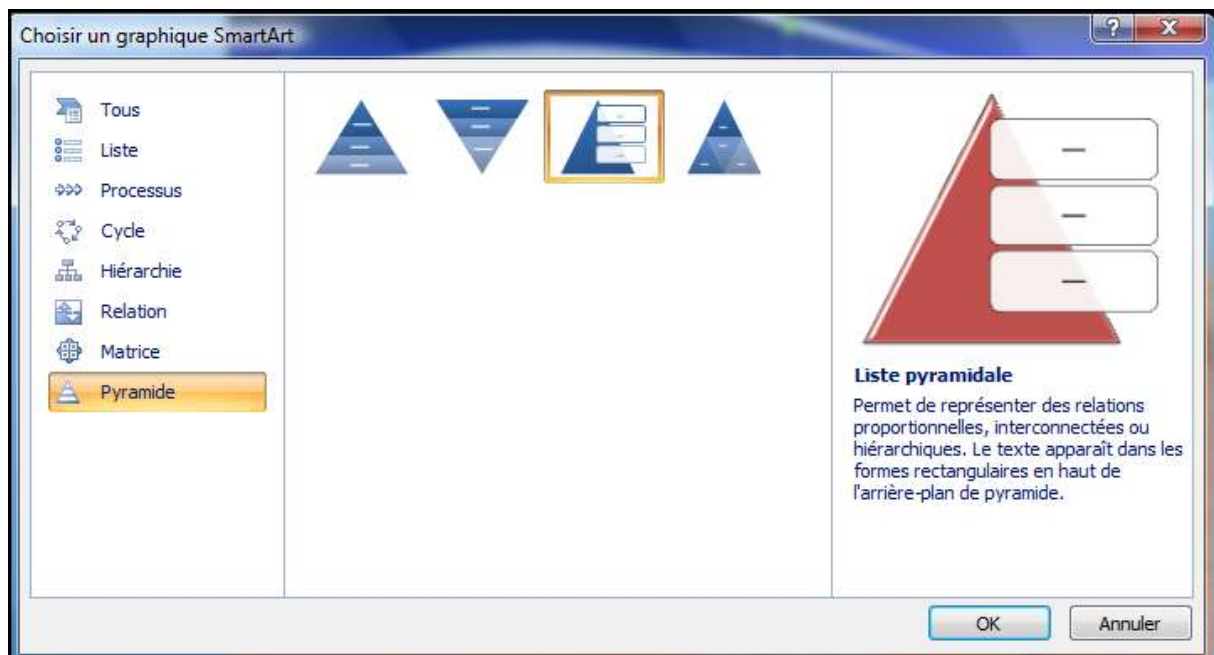 Choisir un graphique SmartArt
Tous
Liste
Processus
Cycle
Hiérarchie
Relation
Matrice
Pyramide
Liste pyramidale
Permet de représenter des relations
proportionnelles, interconnectées ou
hiérarchiques. Le texte apparaît dans les
formes rectangulaires en haut de
l'arrière-plan de pyramide.
OK
Annuler